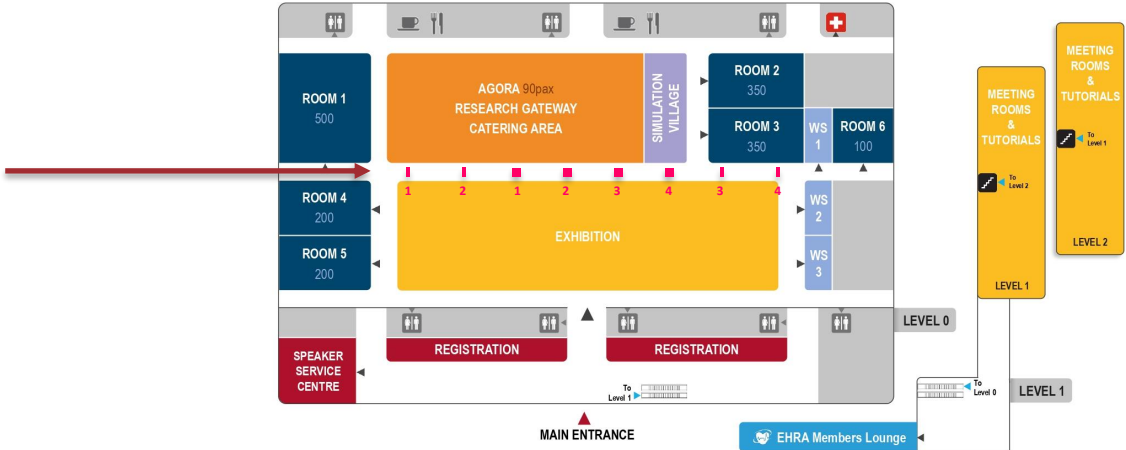 ROOM 1
500
AGORA 90pax
RESEARCH GATEWAY
CATERING AREA
SIMULATION
VILLAGE
ROOM 2
350
ROOM 3
350
WS
1
ROOM 6
100
1
2
1
2
3
4
3
4
ROOM 4
200
ROOM 5
200
EXHIBITION
WS
2
WS
3
REGISTRATION
REGISTRATION
SPEAKER
SERVICE
CENTRE
To
Level 1
MAIN ENTRANCE
LEVEL 0
MEETING
ROOMS
&
TUTORIALS
To
Level 2
LEVEL 1
MEETING
ROOMS
&
TUTORIALS
To
Level 1
LEVEL 2
To
Level 0
LEVEL 1
EHRA Members Lounge